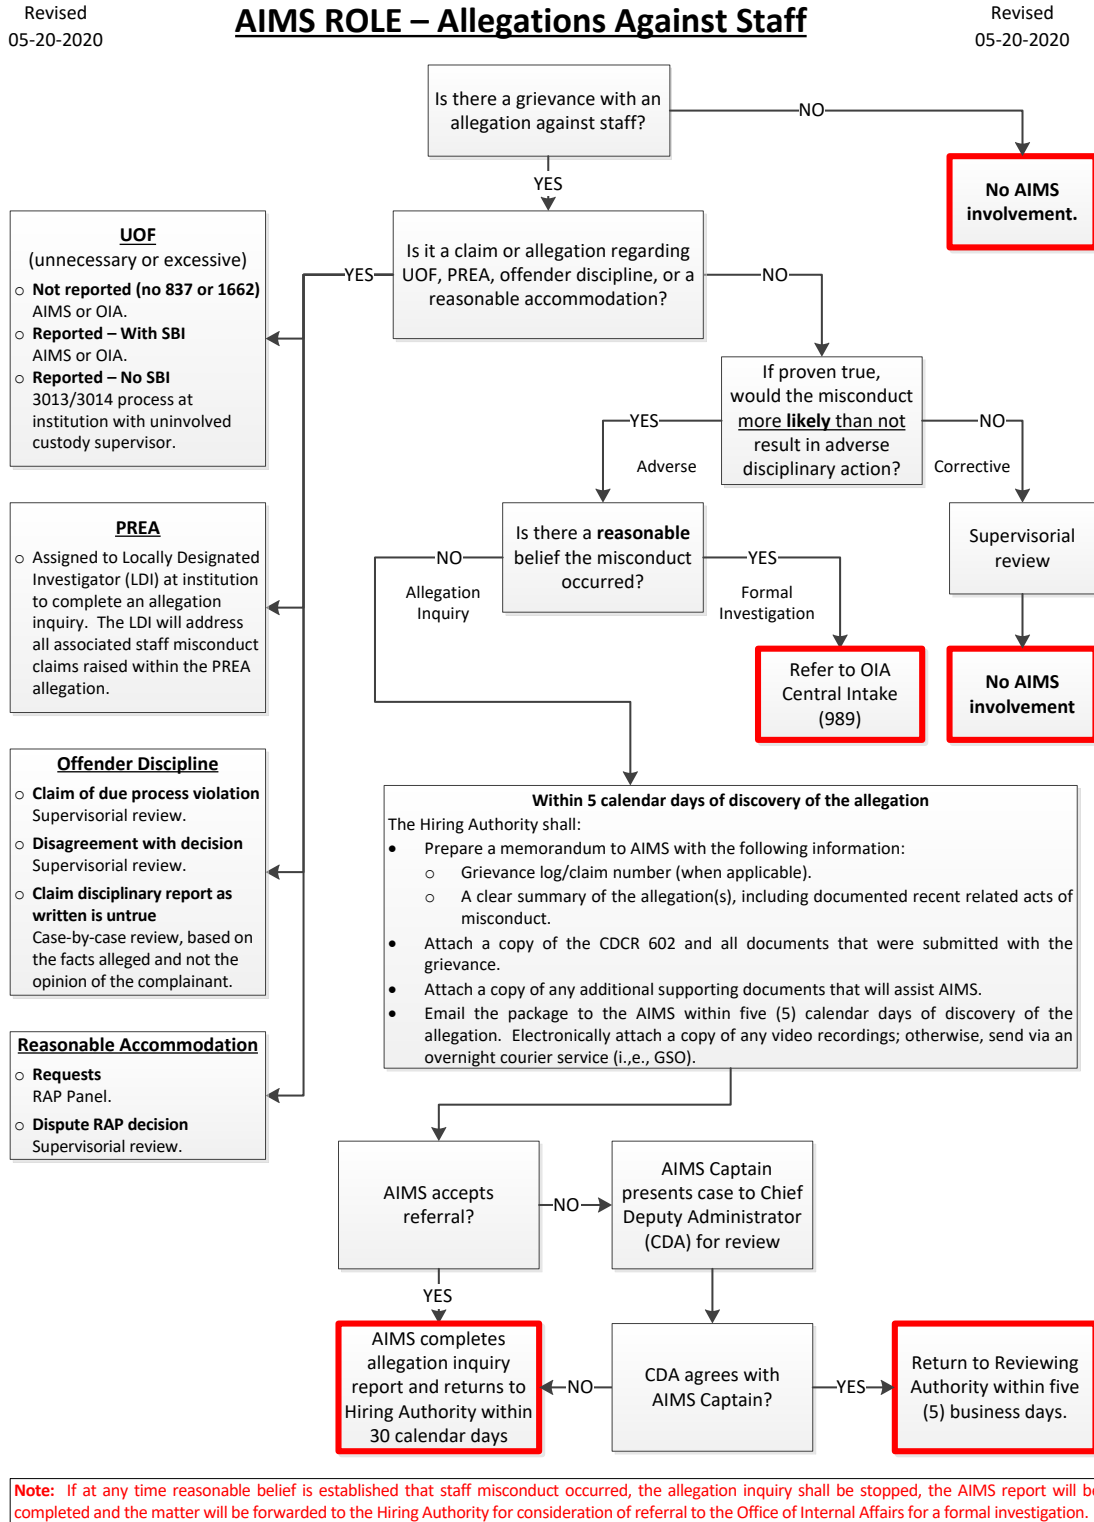 Revised
05-20-2020
AIMS ROLE – Allegations Against Staff
Revised
05-20-2020
Is there a grievance with an
allegation against staff?
NO
No AIMS
involvement.
YES
Is it a claim or allegation regarding
UOF, PREA, offender discipline, or a
reasonable accommodation?
YES
NO
UOF
(unnecessary or excessive)
o Not reported (no 837 or 1662)
AIMS or OIA.
o Reported – With SBI
AIMS or OIA.
o Reported – No SBI
3013/3014 process at
institution with uninvolved
custody supervisor.
PREA
o Assigned to Locally Designated
Investigator (LDI) at institution
to complete an allegation
inquiry. The LDI will address
all associated staff misconduct
claims raised within the PREA
allegation.
Offender Discipline
o Claim of due process violation
Supervisorial review.
o Disagreement with decision
Supervisorial review.
o Claim disciplinary report as
written is untrue
Case-by-case review, based on
the facts alleged and not the
opinion of the complainant.
Reasonable Accommodation
o Requests
RAP Panel.
o Dispute RAP decision
Supervisorial review.
If proven true,
would the misconduct
more likely than not
result in adverse
disciplinary action?
YES
Adverse
NO
Corrective
Supervisorial
review
No AIMS
involvement
Is there a reasonable
belief the misconduct
occurred?
NO
Allegation
Inquiry
YES
Formal
Investigation
Refer to OIA
Central Intake
(989)
Within 5 calendar days of discovery of the allegation
The Hiring Authority shall:
• Prepare a memorandum to AIMS with the following information:
o Grievance log/claim number (when applicable).
o A clear summary of the allegation(s), including documented recent related acts of
misconduct.
• Attach a copy of the CDCR 602 and all documents that were submitted with the
grievance.
• Attach a copy of any additional supporting documents that will assist AIMS.
• Email the package to the AIMS within five (5) calendar days of discovery of the
allegation. Electronically attach a copy of any video recordings; otherwise, send via an
overnight courier service (i.,e., GSO).
AIMS accepts
referral?
NO
AIMS Captain
presents case to Chief
Deputy Administrator
(CDA) for review
YES
AIMS completes
allegation inquiry
report and returns to
Hiring Authority within
30 calendar days
NO
CDA agrees with
AIMS Captain?
YES
Return to Reviewing
Authority within five
(5) business days.
Note: If at any time reasonable belief is established that staff misconduct occurred, the allegation inquiry shall be stopped, the AIMS report will be
completed and the matter will be forwarded to the Hiring Authority for consideration of referral to the Office of Internal Affairs for a formal investigation.